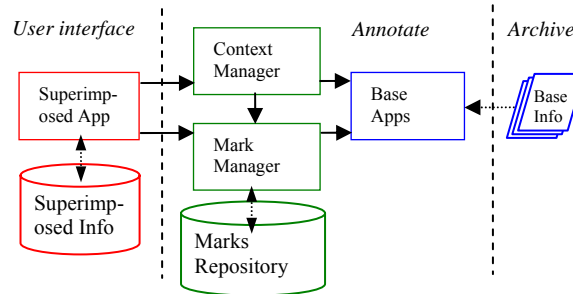 User interface
Annotate
Archive
Context
Manager
Superimp-
osed App
Base
Apps
Base
Info
Mark
Manager
Superimp-
osed Info
Marks
Repository